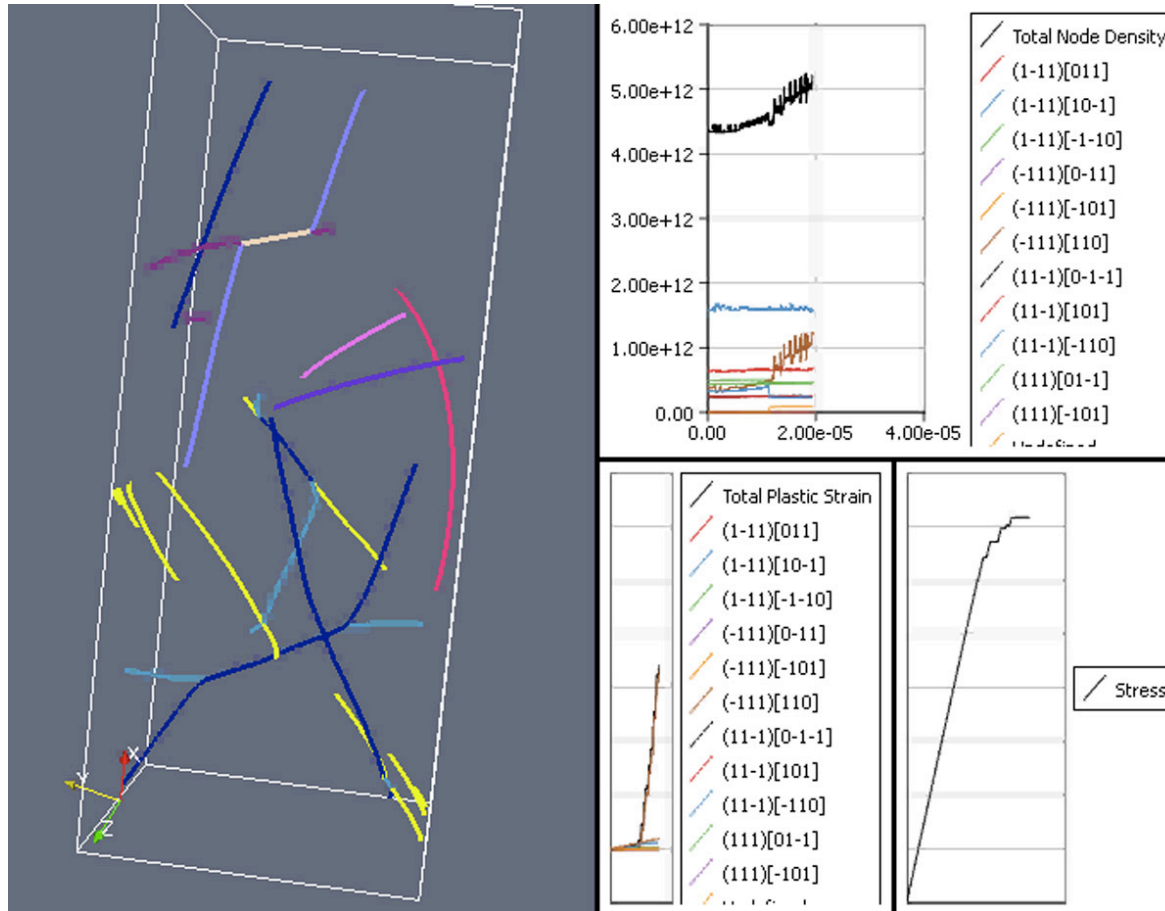 X
Y
Z
6.00e+12
5.00e+12
4.00e+12
3.00e+12
2.00e+12
1.00e+12
0.00
0.00 2.00e-05 4.00e-05
Total Node Density
(1-11)[011]
(1-11)[10-1]
(1-11)[-1-10]
(-111)[0-11]
(-111)[-101]
(-111)[110]
(11-1)[0-1-1]
(11-1)[101]
(11-1)[-110]
(111)[01-1]
(111)[-101]
Total Plastic Strain
(1-11)[011]
(1-11)[10-1]
(1-11)[-1-10]
(-111)[0-11]
(-111)[-101]
(-111)[110]
(11-1)[0-1-1]
(11-1)[101]
(11-1)[-110]
(111)[01-1]
(111)[-101]
Stress